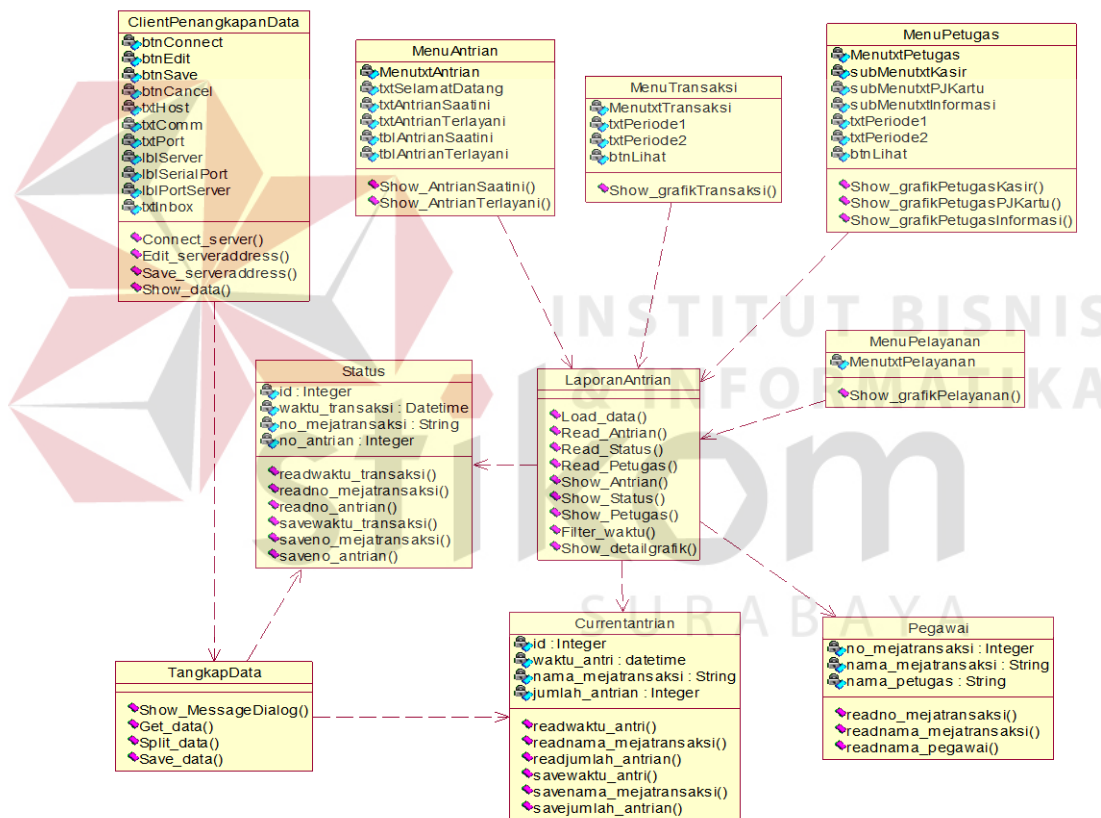 ClientPenangkapanData
btnConnect
btnEdit
btnSave
btnCancel
txtHost
txtComm
txtPort
lblServer
lblSerialPort
lblPortServer
txtInbox
Connect_server()
Edit_serveraddress()
Save_serveraddress()
Show_data()
MenuAntrian
MenutxtAntrian
txtSelamatDatang
txtAntrianSaatini
txtAntrianTerlayani
tblAntrianSaatini
tblAntrianTerlayani
Show_AntrianSaatini()
Show_AntrianTerlayani()
MenuTransaksi
MenutxtTransaksi
txtPeriode1
txtPeriode2
btnLihat
Show_grafikTransaksi()
MenuPetugas
MenutxtPetugas
subMenutxtKasir
subMenutxtPJKartu
subMenutxtInformasi
txtPeriode1
txtPeriode2
btnLihat
Show_grafikPetugasKasir()
Show_grafikPetugasPJKartu()
Show_grafikPetugasInformasi()
INSTITUT BISNIS
& INFORMATIKA
stikom
SURABAYA
MenuPelayanan
MenutxtPelayanan
Show_grafikPelayanan()
Status
id : Integer
waktu_transaksi : Datetime
no_mejatransaksi : String
no_antrian : Integer
readwaktu_transaksi()
readno_mejatransaksi()
readno_antrian()
savewaktu_transaksi()
saveno_mejatransaksi()
saveno_antrian()
LaporanAntrian
Load_data()
Read_Antrian()
Read_Status()
Read_Petugas()
Show_Antrian()
Show_Status()
Show_Petugas()
Filter_waktu()
Show_detailgrafik()
TangkapData
Show_MessageDialog()
Get_data()
Split_data()
Save_data()
Currentantrian
id : Integer
waktu_antri : datetime
nama_mejatransaksi : String
jumlah_antrian : Integer
readwaktu_antri()
readnama_mejatransaksi()
readjumlah_antrian()
savewaktu_antri()
savenama_mejatransaksi()
savejumlah_antrian()
Pegawai
no_mejatransaksi : Integer
nama_mejatransaksi : String
nama_petugas : String
readno_mejatransaksi()
readnama_mejatransaksi()
readnama_pegawai()